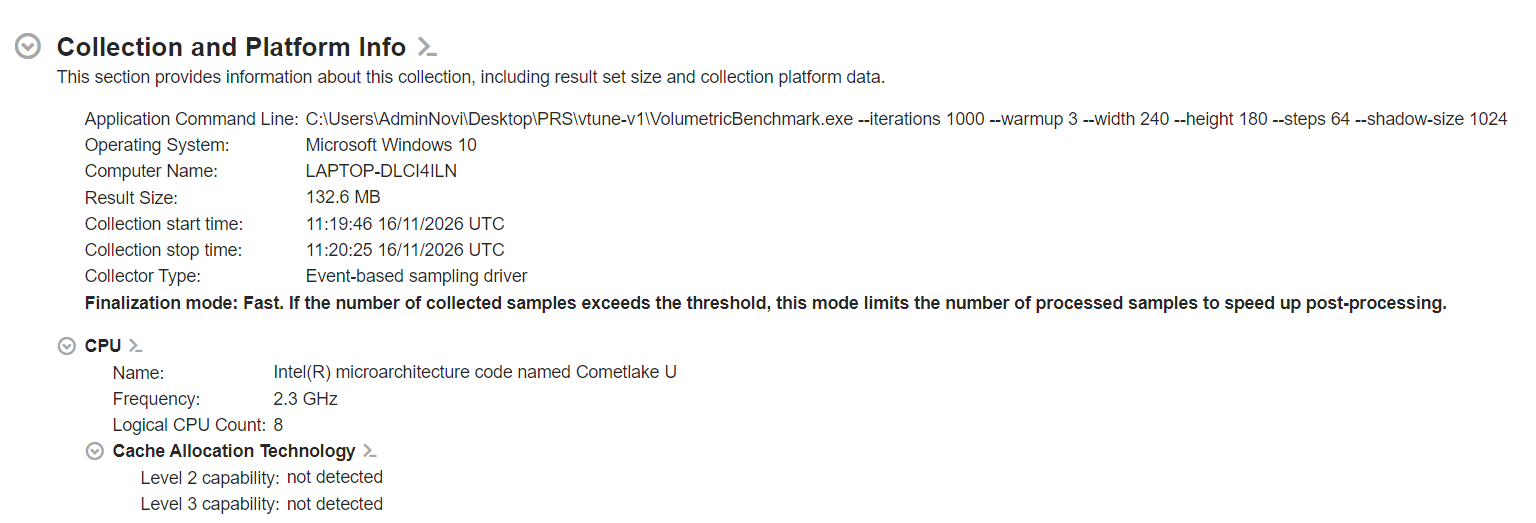 Collection and Platform Info
This section provides information about this collection, including result set size and collection platform data.
Application Command Line: C:\Users\AdminNovi\Desktop\PRS\vtune-v1\VolumetricBenchmark.exe --iterations 1000 --warmup 3 --width 240 --height 180 --steps 64 --shadow-size 1024
Operating System: Microsoft Windows 10
Computer Name: LAPTOP-DLCI4ILN
Result Size: 132.6 MB
Collection start time: 11:19:46 16/11/2026 UTC
Collection stop time: 11:20:25 16/11/2026 UTC
Collector Type: Event-based sampling driver
Finalization mode: Fast. If the number of collected samples exceeds the threshold, this mode limits the number of processed samples to speed up post-processing.
CPU
Name: Intel(R) microarchitecture code named Cometlake U
Frequency: 2.3 GHz
Logical CPU Count: 8
Cache Allocation Technology
Level 2 capability: not detected
Level 3 capability: not detected